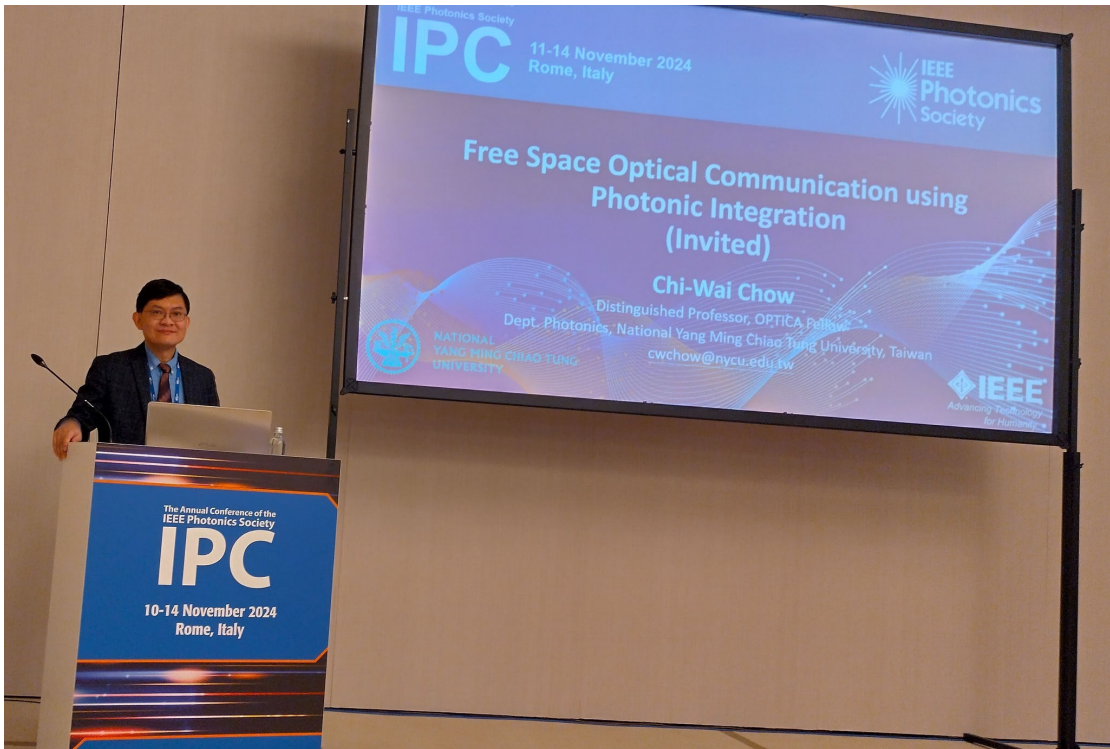 IEEE Photonics Society
IPC
11-14 November 2024
Rome, Italy
IEEE
Photonics
Society
Free Space Optical Communication using
Photonic Integration
(Invited)
Chi-Wai Chow
Distinguished Professor, OPTICA Fellow
Dept. Photonics, National Yang Ming Chiao Tung University, Taiwan
cwchow@nycu.edu.tw
NATIONAL
YANG MING CHIAO TUNG
UNIVERSITY
IEEE
Advancing Technology
for Humanity
The Annual Conference of the
IEEE Photonics Society
IPC
10-14 November 2024
Rome, Italy